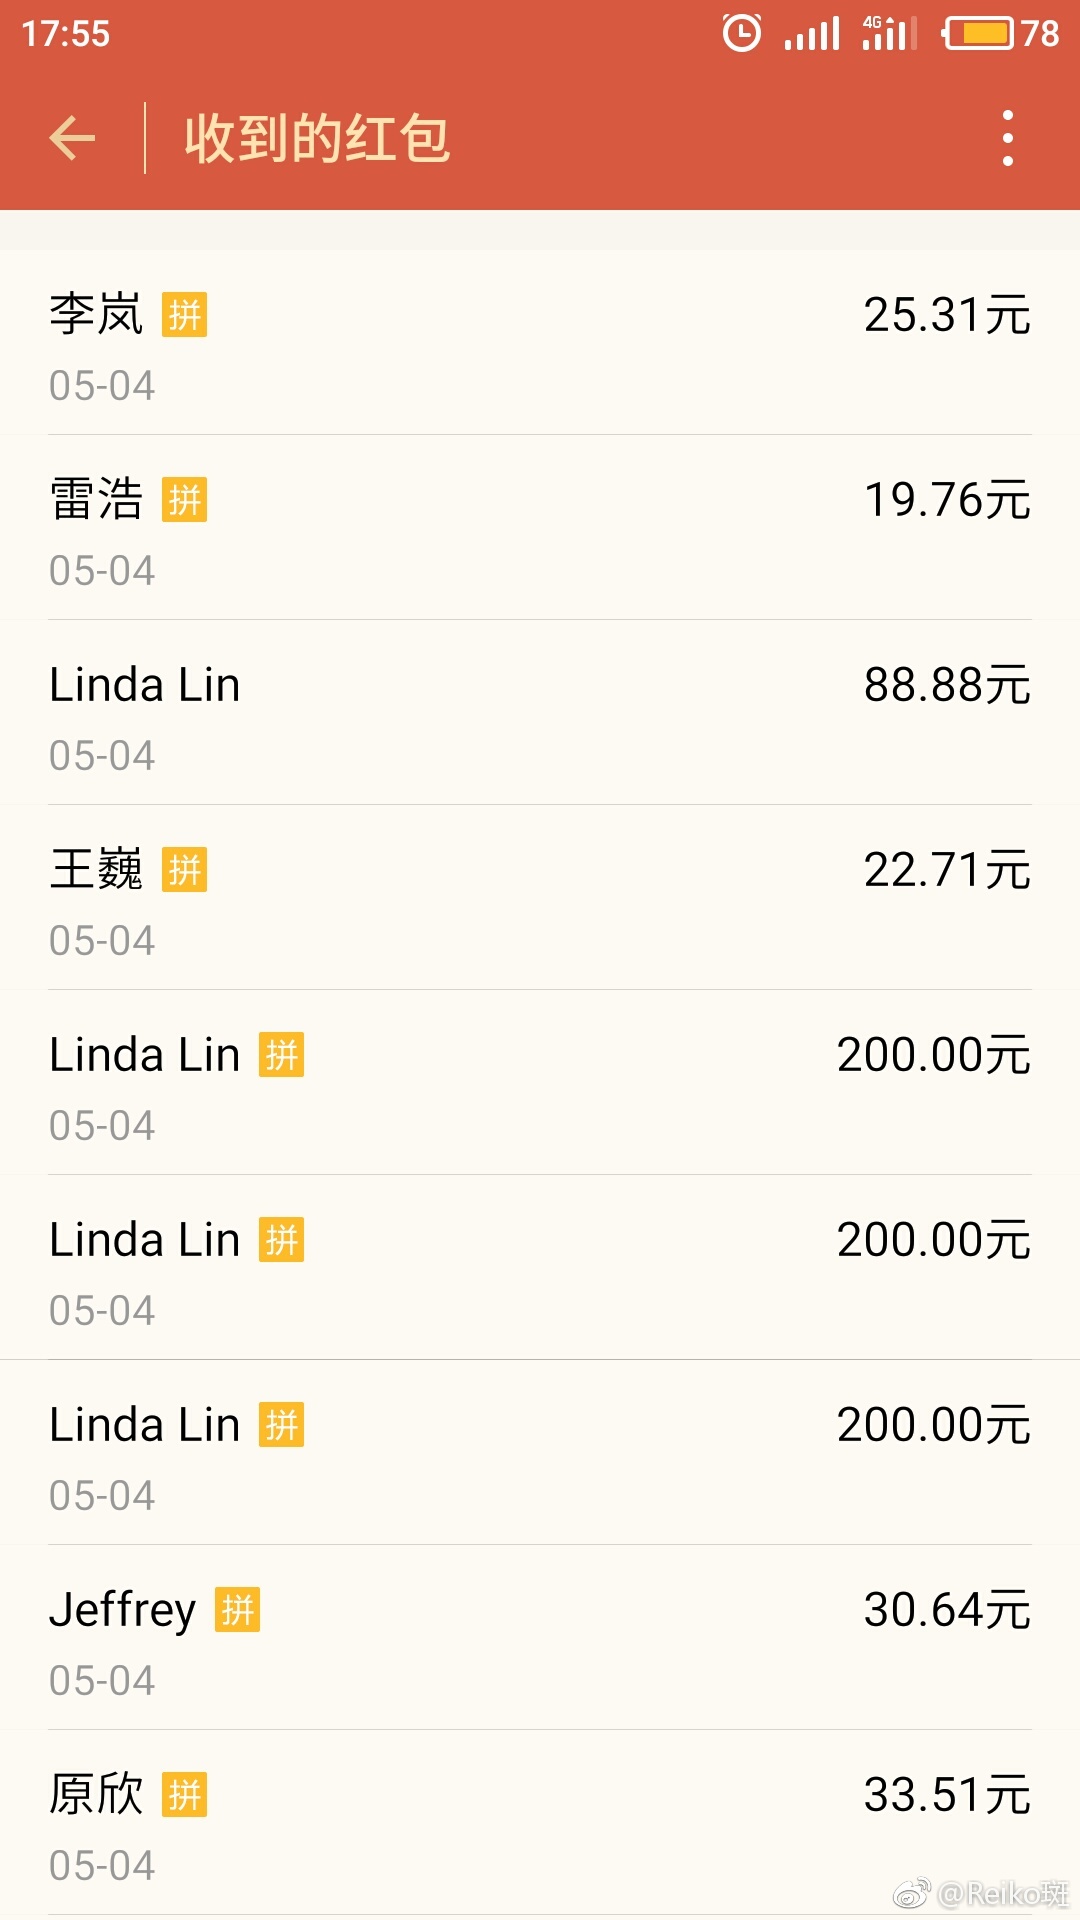 17:55
4G
78
收到的红包
李岚 拼
25.31元
05-04
雷浩 拼
19.76元
05-04
Linda Lin
88.88元
05-04
王巍 拼
22.71元
05-04
Linda Lin 拼
200.00元
05-04
Linda Lin 拼
200.00元
05-04
Linda Lin 拼
200.00元
05-04
Jeffrey 拼
30.64元
05-04
原欣 拼
33.51元
05-04
@Reiko斑